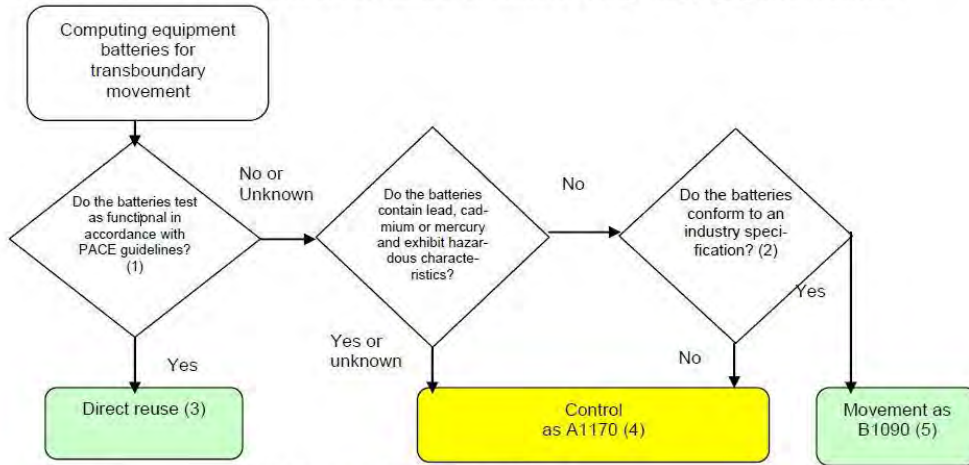 Computing equipment
batteries for
transboundary
movement
Do the batteries test
as functional in
accordance with
PACE guidelines?
(1)
No or
Unknown
Do the batteries
contain lead, cad-
mium or mercury
and exhibit hazar-
dous characte-
ristics?
No
Do the batteries
conform to an
industry speci-
fication? (2)
Yes
Yes or
unknown
No
Yes
Direct reuse (3)
Control
as A1170 (4)
Movement as
B1090 (5)